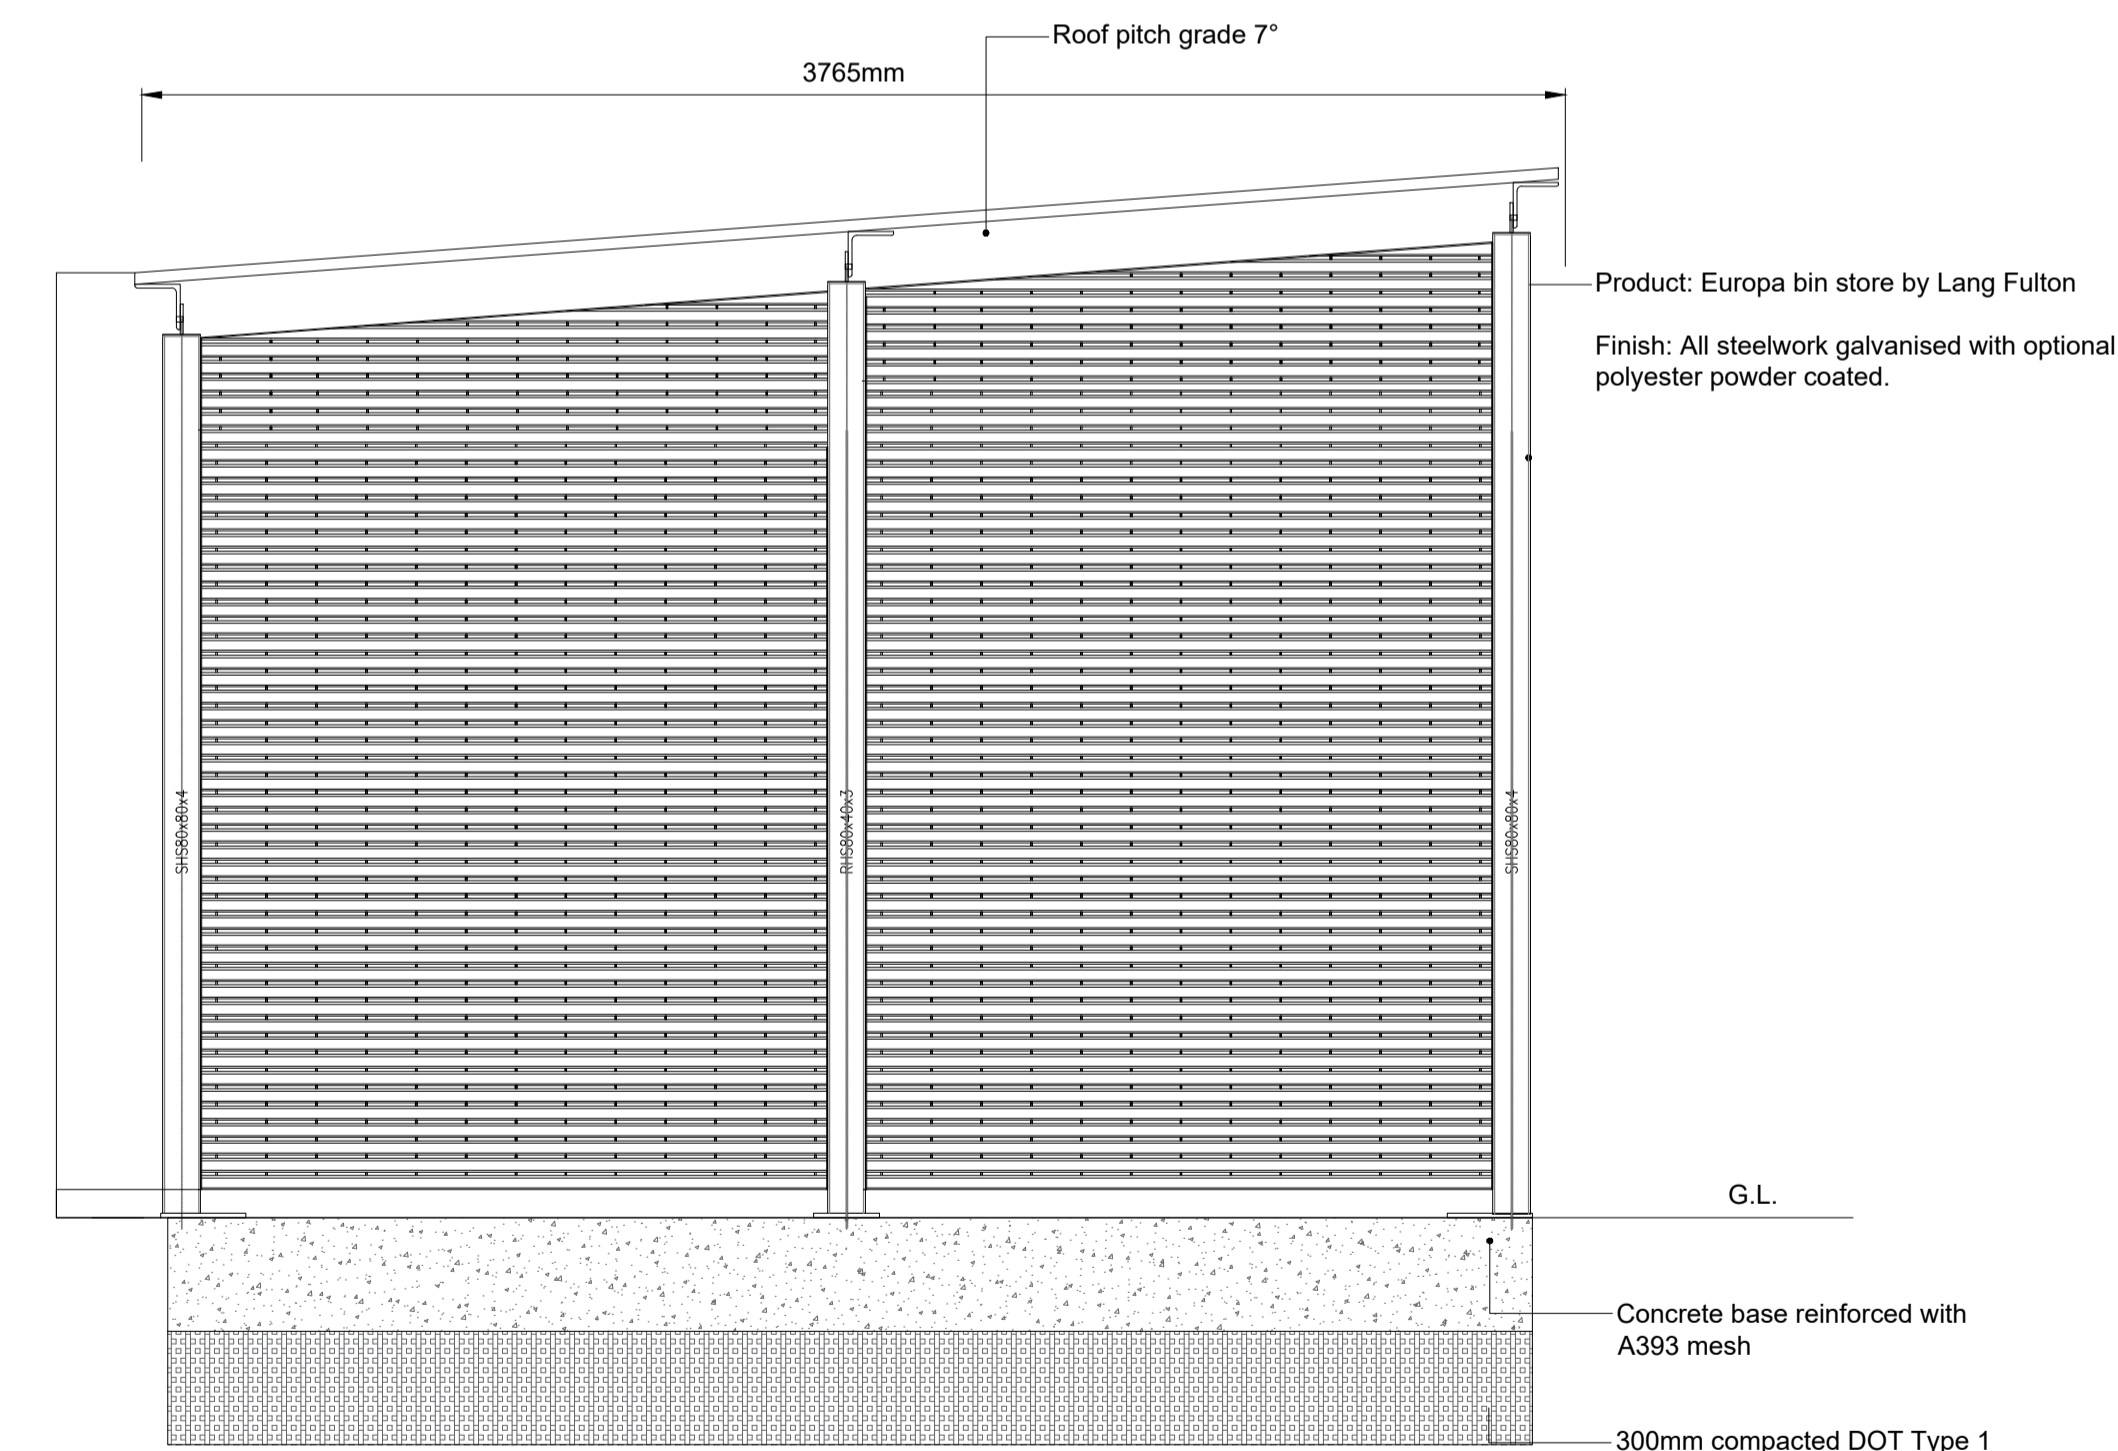 Roof pitch grade 7°
3765mm
Product: Europa bin store by Lang Fulton
Finish: All steelwork galvanised with optional
polyester powder coated.
SHS80x80x4
RHS80x40x3
SHS80x80x4
G.L.
Concrete base reinforced with
A393 mesh
300mm compacted DOT Type 1